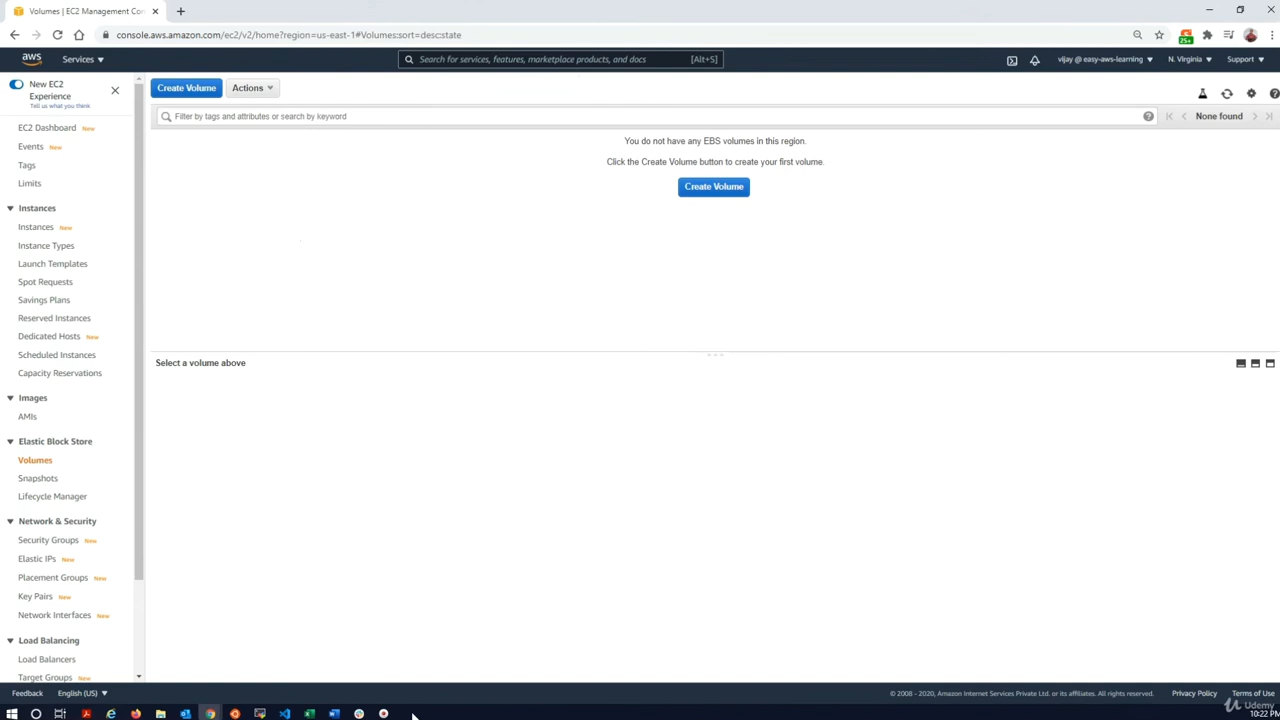 Volumes | EC2 Management Con
console.aws.amazon.com/ec2/v2/home?region=us-east-1#Volumes:sort=desc:state
25+
aws
Services
Search for services, features, marketplace products, and docs
[Alt+S]
vijay @ easy-aws-learning
N. Virginia
Support
New EC2
Experience
Tell us what you think
Create Volume
Actions
Filter by tags and attributes or search by keyword
None found
You do not have any EBS volumes in this region.
Click the Create Volume button to create your first volume.
Create Volume
EC2 Dashboard New
Events New
Tags
Limits
Instances
Instances New
Instance Types
Launch Templates
Spot Requests
Savings Plans
Reserved Instances
Dedicated Hosts New
Scheduled Instances
Capacity Reservations
Images
AMIs
Elastic Block Store
Volumes
Snapshots
Lifecycle Manager
Network & Security
Security Groups New
Elastic IPs New
Placement Groups New
Key Pairs New
Network Interfaces New
Load Balancing
Load Balancers
Target Groups New
Select a volume above
Feedback
English (US)
© 2008 - 2020, Amazon Internet Services Private Ltd. or its affiliates. All rights reserved.
Privacy Policy
Terms of Use
Udemy
10:22 PM